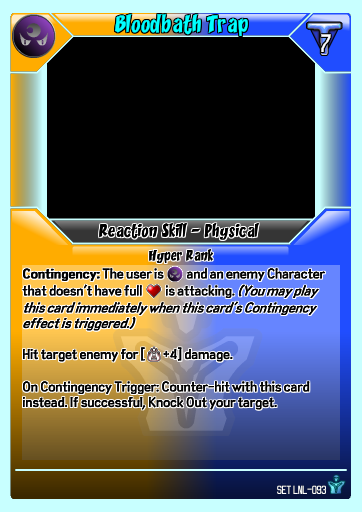 Bloodbath Trap
7
Reaction Skill - Physical
Hyper Rank
Contingency: The user is and an enemy Character
that doesn't have full is attacking. (You may play
this card immediately when this card's Contingency
effect is triggered.)
Hit target enemy for [ +4] damage.
On Contingency Trigger: Counter-hit with this card
instead. If successful, Knock Out your target.
SET LNL-093